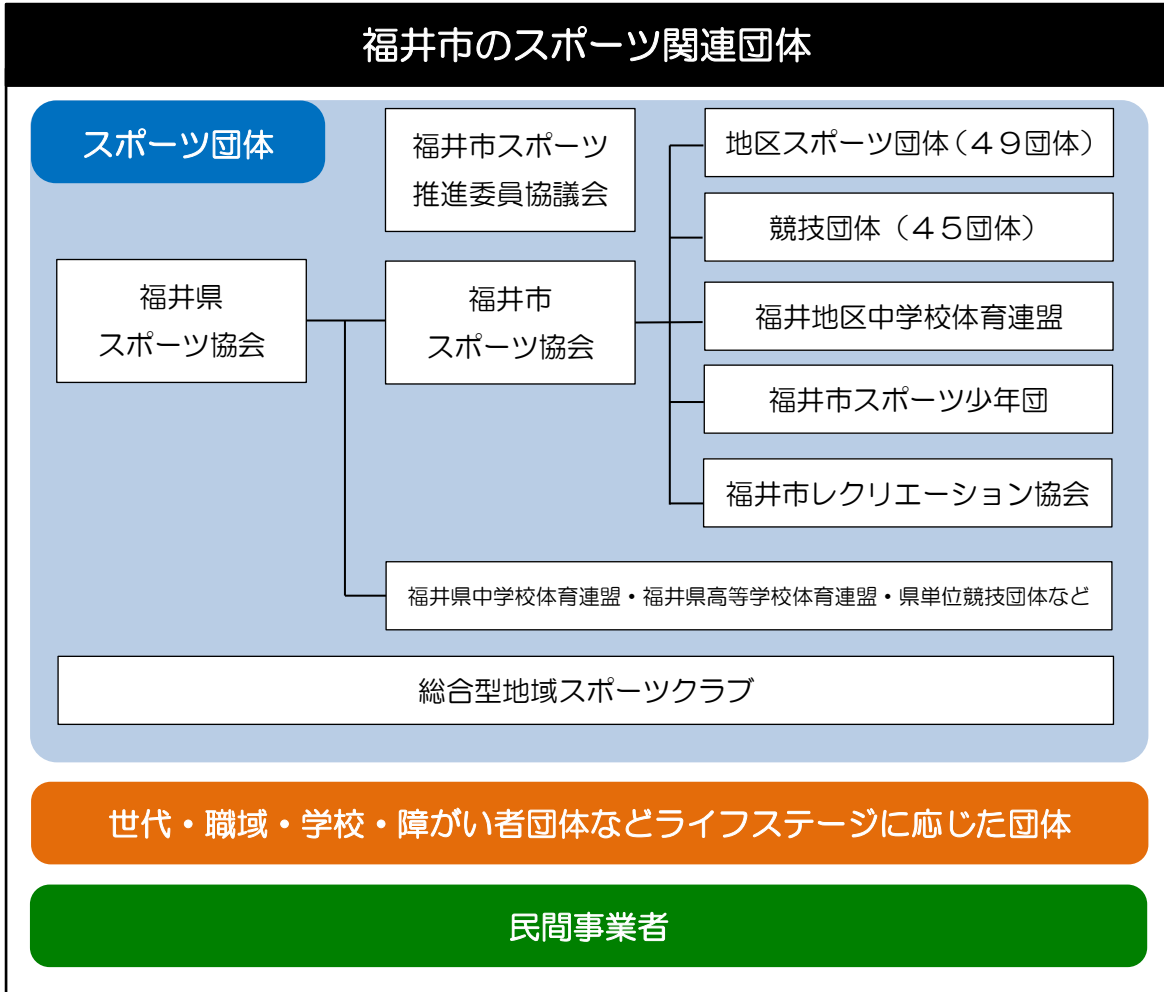 福井市のスポーツ関連団体
スポーツ団体
福井市スポーツ
推進委員協議会
地区スポーツ団体(49団体)
競技団体(45団体)
福井県
スポーツ協会
福井市
スポーツ協会
福井地区中学校体育連盟
福井市スポーツ少年団
福井市レクリエーション協会
福井県中学校体育連盟・福井県高等学校体育連盟・県単位競技団体など
総合型地域スポーツクラブ
世代・職域・学校・障がい者団体などライフステージに応じた団体
民間事業者